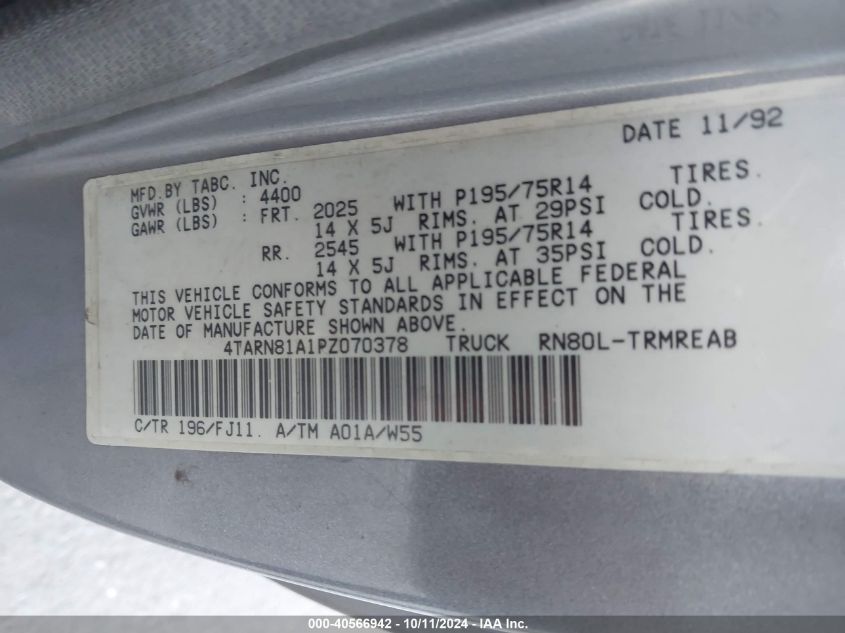 DATE 11/92
MFD.BY TABC. INC.
GVWR (LBS) : 4400
GAWR (LBS) : FRT. 2025 WITH P195/75R14 TIRES.
14 X 5J RIMS. AT 29PSI COLD.
RR. 2545 WITH P195/75R14 TIRES.
14 X 5J RIMS. AT 35PSI COLD.
THIS VEHICLE CONFORMS TO ALL APPLICABLE FEDERAL
MOTOR VEHICLE SAFETY STANDARDS IN EFFECT ON THE
DATE OF MANUFACTURE SHOWN ABOVE.
4TARN81A1PZ070378 TRUCK RN80L-TRMREAB
C/TR 196/FJ11. A/TM A01A/W55
000-40566942 - 10/11/2024 - IAA Inc.